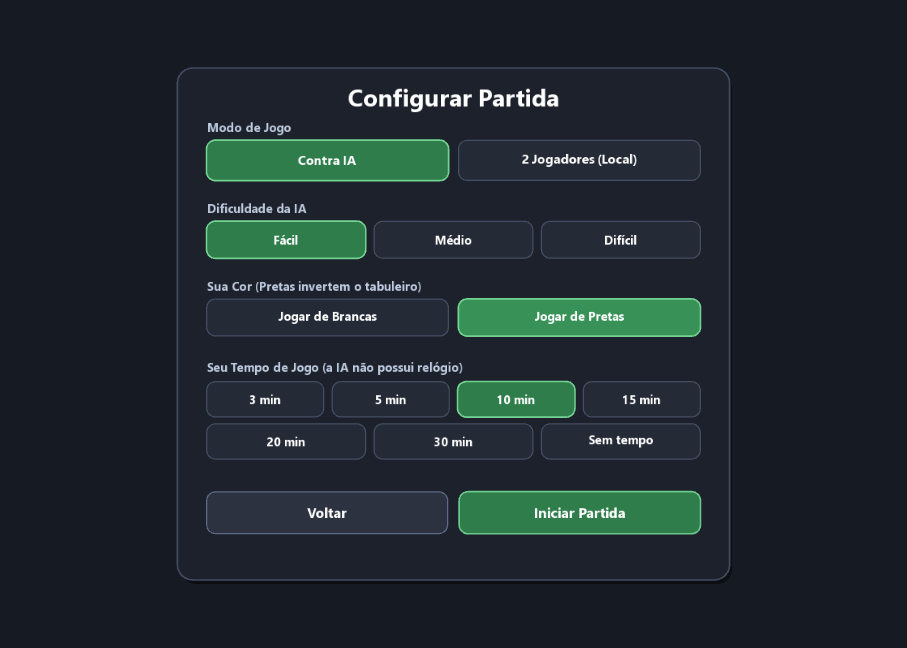 Configurar Partida
Modo de Jogo
Contra IA
2 Jogadores (Local)
Dificuldade da IA
Fácil
Médio
Difícil
Sua Cor (Pretas invertem o tabuleiro)
Jogar de Brancas
Jogar de Pretas
Seu Tempo de Jogo (a IA não possui relógio)
3 min
5 min
10 min
15 min
20 min
30 min
Sem tempo
Voltar
Iniciar Partida